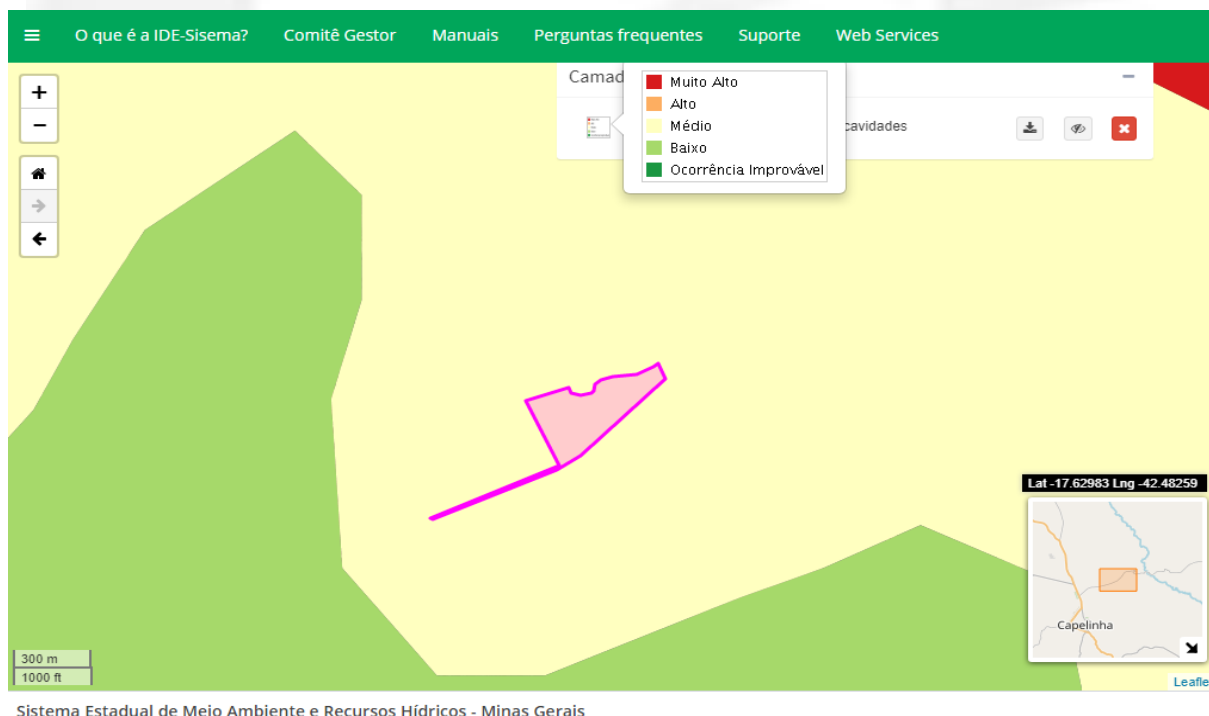 O que é a IDE-Sisema? Comitê Gestor Manuais Perguntas frequentes Suporte Web Services
Camad
Muito Alto
Alto
Médio
Baixo
Ocorrência Improvável
cavidades
Lat -17.62983 Lng -42.48259
Capelinha
300 m
1000 ft
Leafle
Sistema Estadual de Meio Ambiente e Recursos Hídricos - Minas Gerais